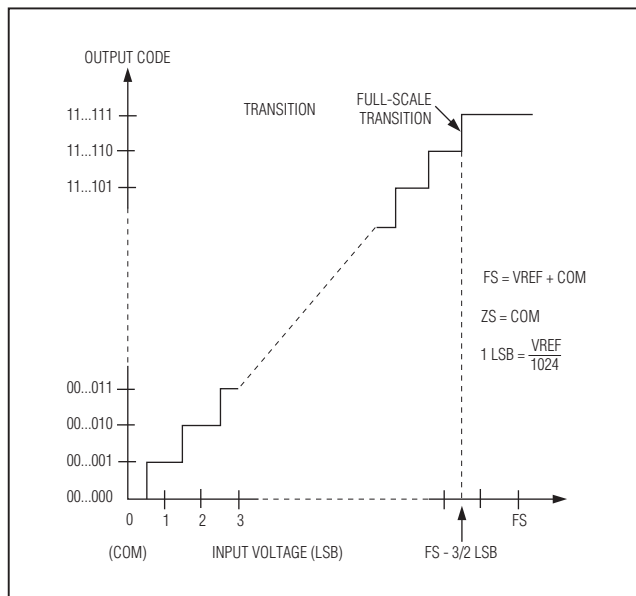 OUTPUT CODE
11...111
11...110
11...101
00...011
00...010
00...001
00...000
TRANSITION
FULL-SCALE
TRANSITION
FS = VREF + COM
ZS = COM
1 LSB = VREF
1024
0
1
2
3
FS
(COM)
INPUT VOLTAGE (LSB)
FS - 3/2 LSB